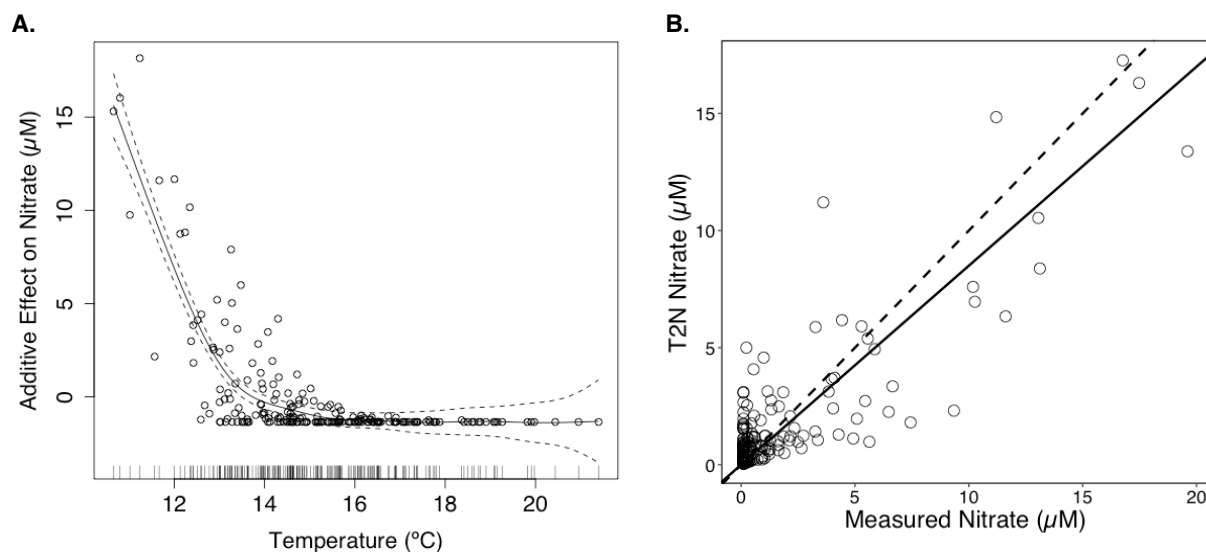 A.
Additive Effect on Nitrate (µM)
15
10
5
0
12 14 16 18 20
Temperature (ºC)
B.
T2N Nitrate (µM)
15
10
5
0
0 5 10 15 20
Measured Nitrate (µM)